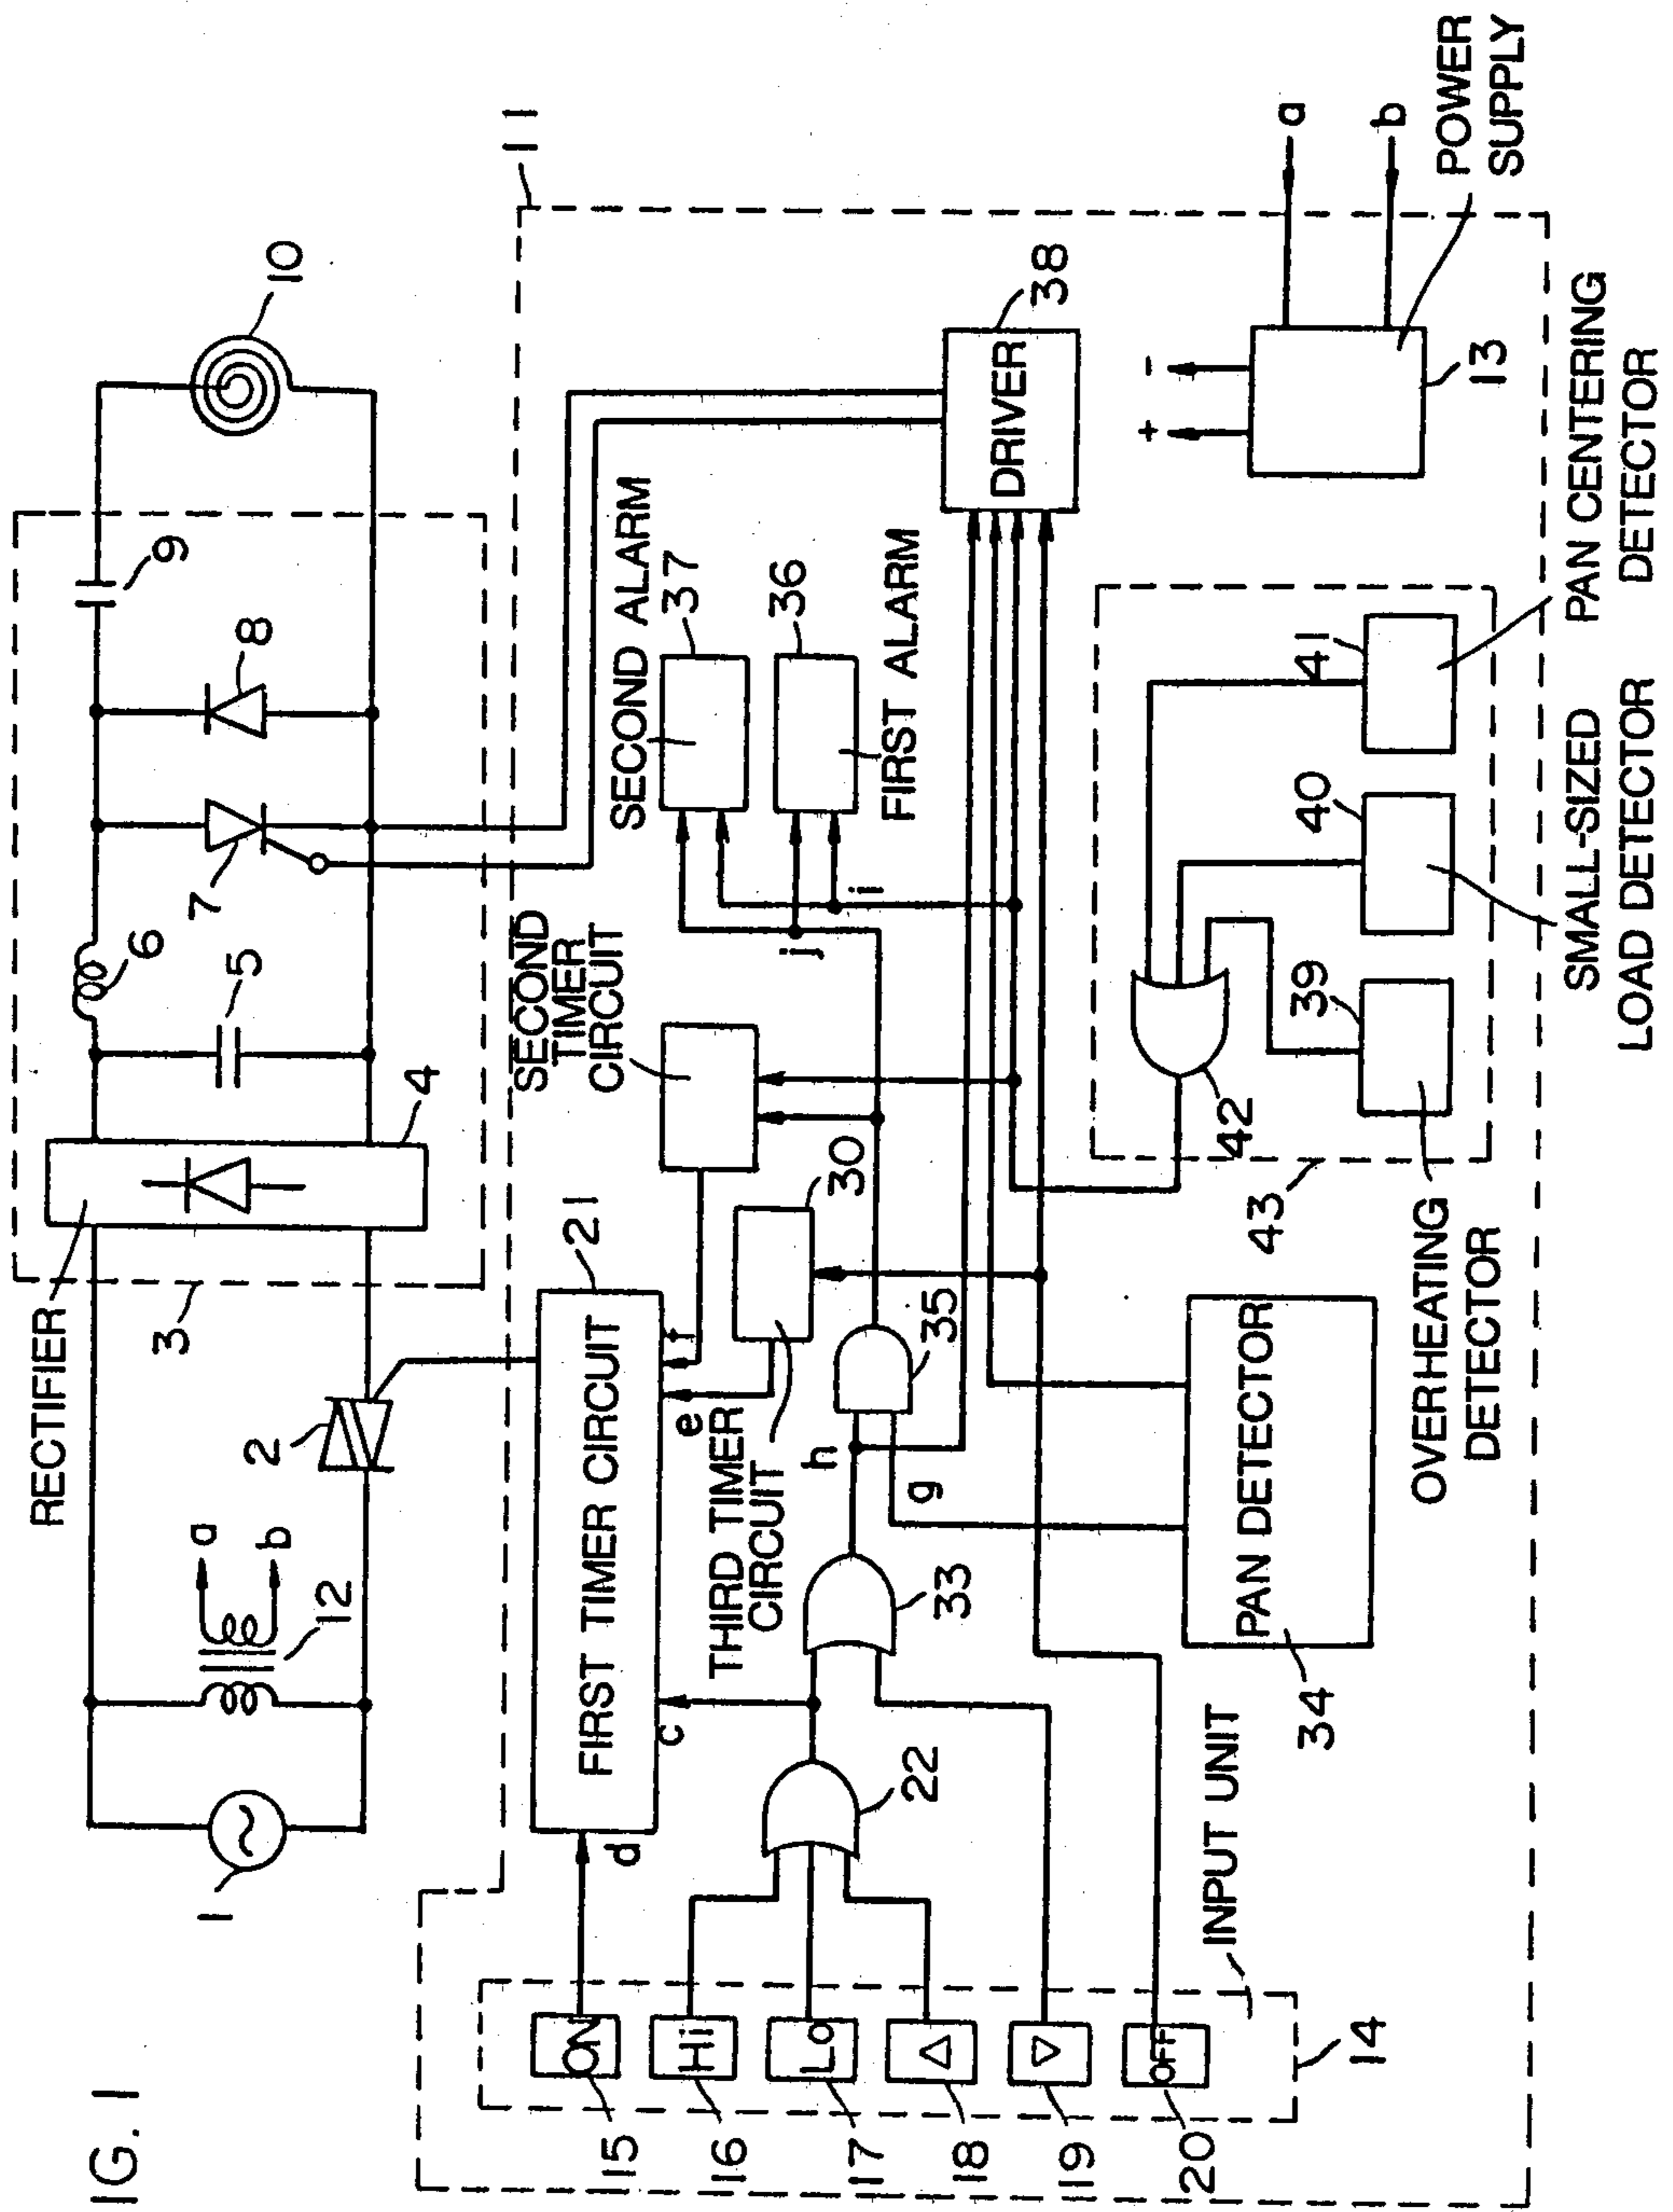 IG. 1
RECTIFIER
1
2
a
b
12
3
4
5
6
7
8
9
10
11
ON
Hi
Lo
△
▽
OFF
15
16
17
18
19
20
14
INPUT UNIT
d
FIRST TIMER CIRCUIT
21
c
e
f
22
33
THIRD TIMER
CIRCUIT
30
SECOND
TIMER
CIRCUIT
h
g
35
j
i
SECOND ALARM
37
36
FIRST ALARM
DRIVER
38
PAN DETECTOR
34
42
43
39
40
41
OVERHEATING
DETECTOR
SMALL-SIZED
LOAD DETECTOR
PAN CENTERING
DETECTOR
+
-
13
a
b
POWER
SUPPLY